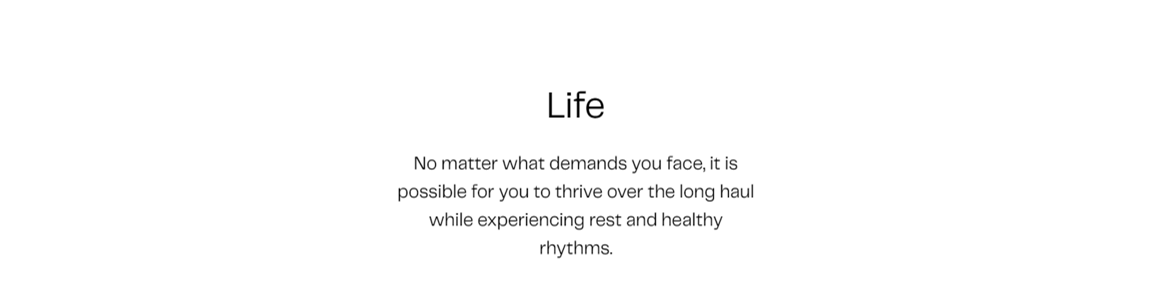 Life
No matter what demands you face, it is
possible for you to thrive over the long haul
while experiencing rest and healthy
rhythms.